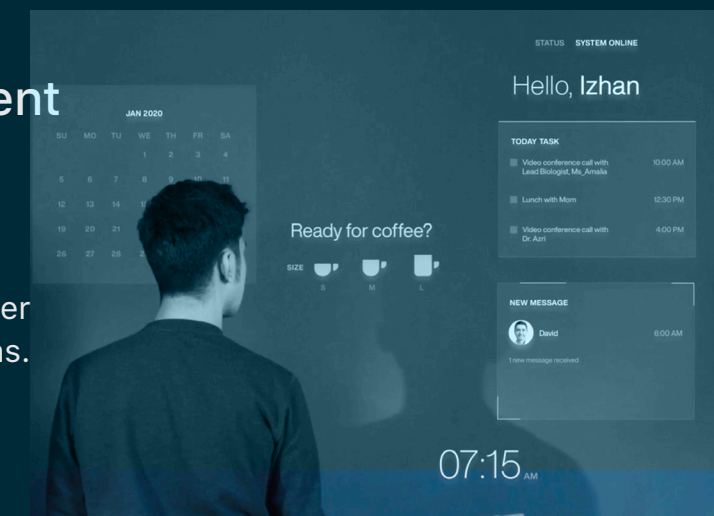 ent
er
ns.
JAN 2020
SU MO TU WE TH FR SA
1 2 3 4
5 6 7 8 9 10 11
12 13 14
19 20 21
26 27 28
Ready for coffee?
SIZE
S M L
STATUS SYSTEM ONLINE
Hello, Izhan
TODAY TASK
Video conference call with 10:00 AM
Lead Biologist, Ms. Amalia
Lunch with Mom 12:30 PM
Video conference call with 4:00 PM
Dr. Azri
NEW MESSAGE
David 6:00 AM
1 new message received
07:15 AM